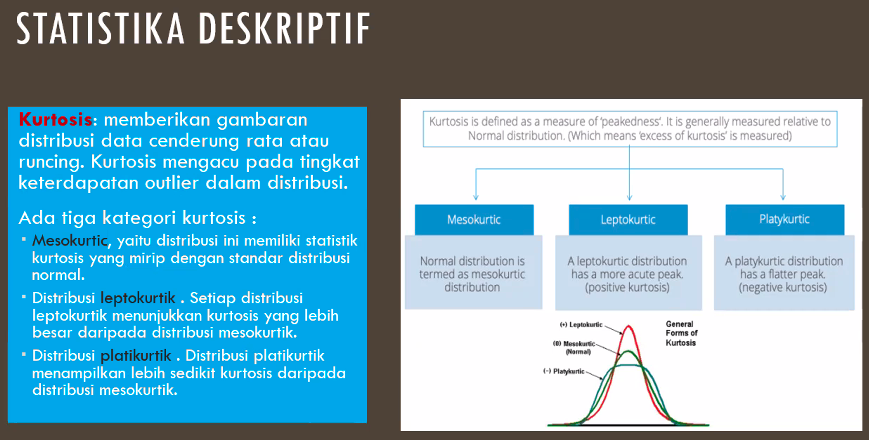 STATISTIKA DESKRIPTIF
Kurtosis: memberikan gambaran
distribusi data cenderung rata atau
runcing. Kurtosis mengacu pada tingkat
keterdapatan outlier dalam distribusi.
Ada tiga kategori kurtosis :
▪ Mesokurtic, yaitu distribusi ini memiliki statistik
kurtosis yang mirip dengan standar distribusi
normal.
▪ Distribusi leptokurtik . Setiap distribusi
leptokurtik menunjukkan kurtosis yang lebih
besar daripada distribusi mesokurtik.
▪ Distribusi platikurtik . Distribusi platikurtik
menampilkan lebih sedikit kurtosis daripada
distribusi mesokurtik.
Kurtosis is defined as a measure of 'peakedness'. It is generally measured relative to
Normal distribution. (Which means 'excess of kurtosis' is measured)
Mesokurtic
Normal distribution is
termed as mesokurtic
distribution
Leptokurtic
A leptokurtic distribution
has a more acute peak.
(positive kurtosis)
Platykurtic
A platykurtic distribution
has a flatter peak.
(negative kurtosis)
(+) Leptokurtic
(0) Mesokurtic
(Normal)
(−) Platykurtic
General
Forms of
Kurtosis